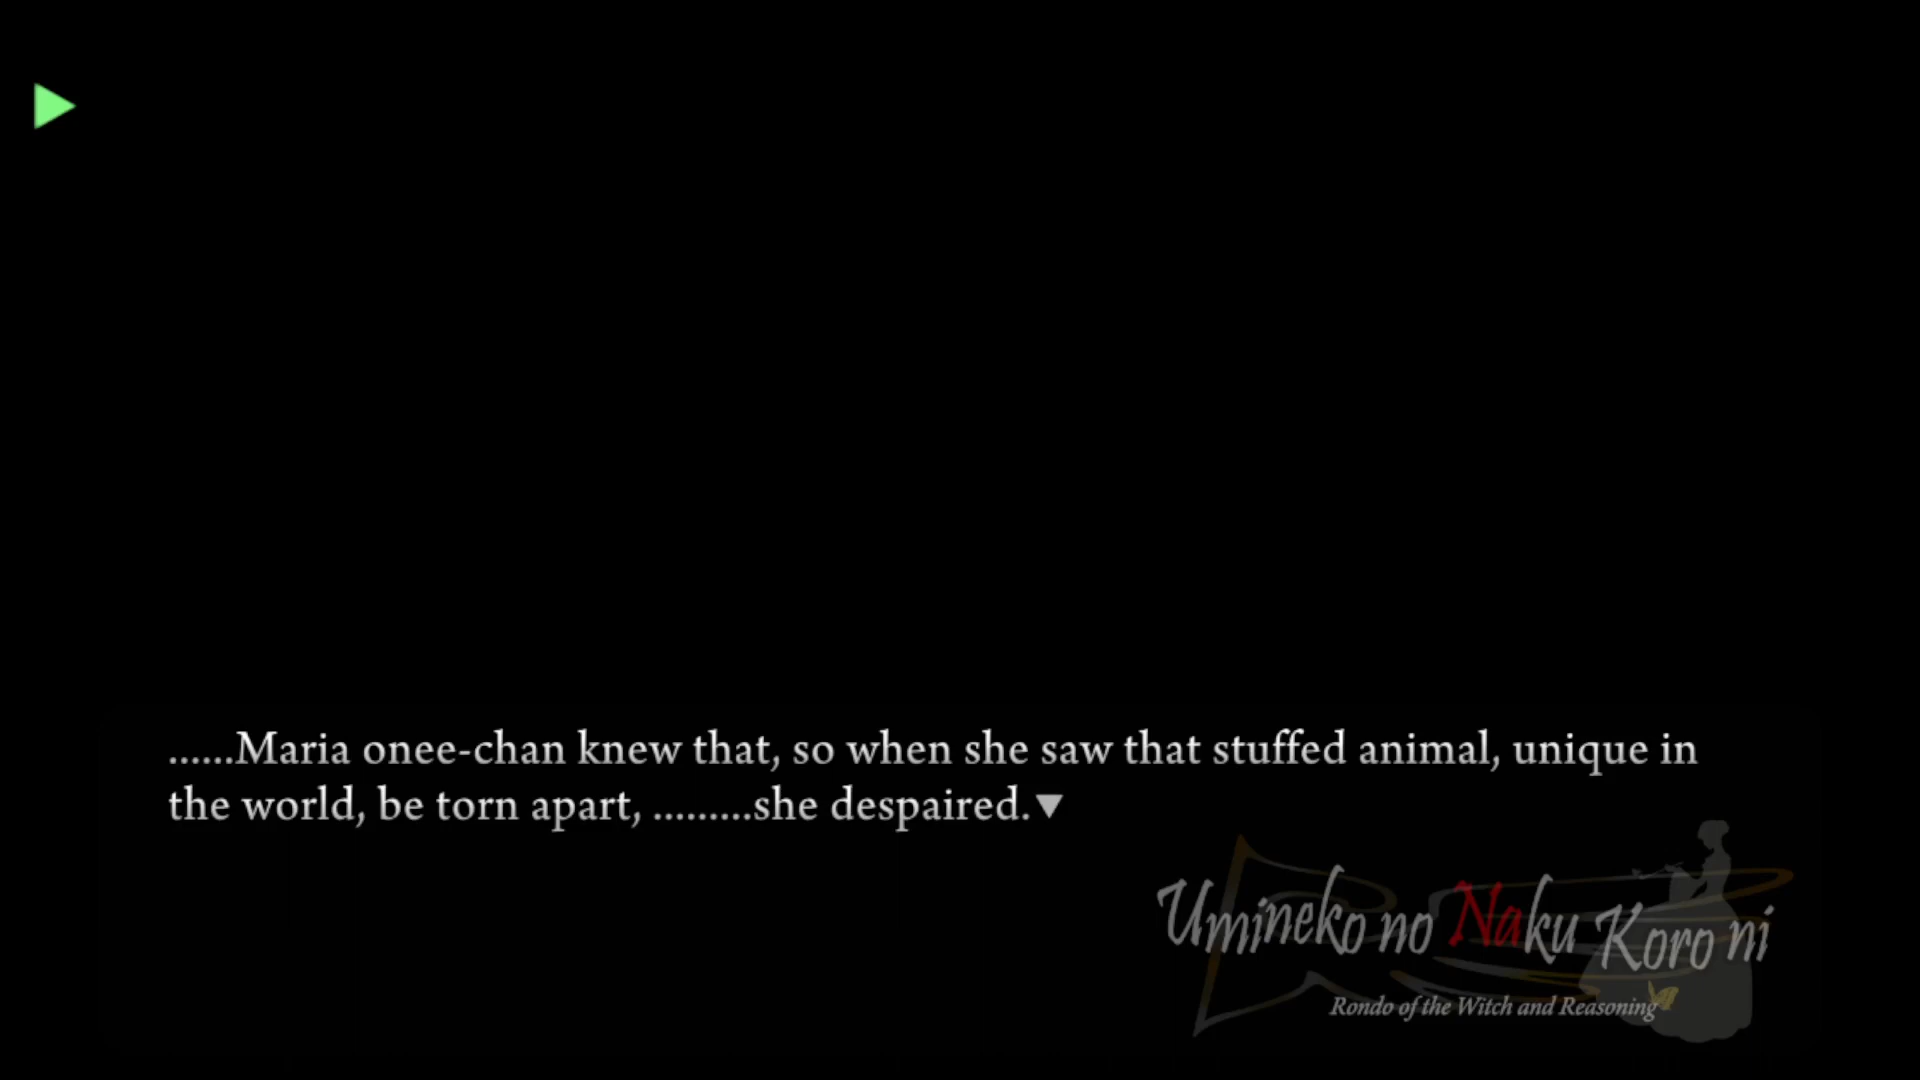 ......Maria onee-chan knew that, so when she saw that stuffed animal, unique in
the world, be torn apart, .........she despaired.
Umineko no Naku Koro ni
Rondo of the Witch and Reasoning